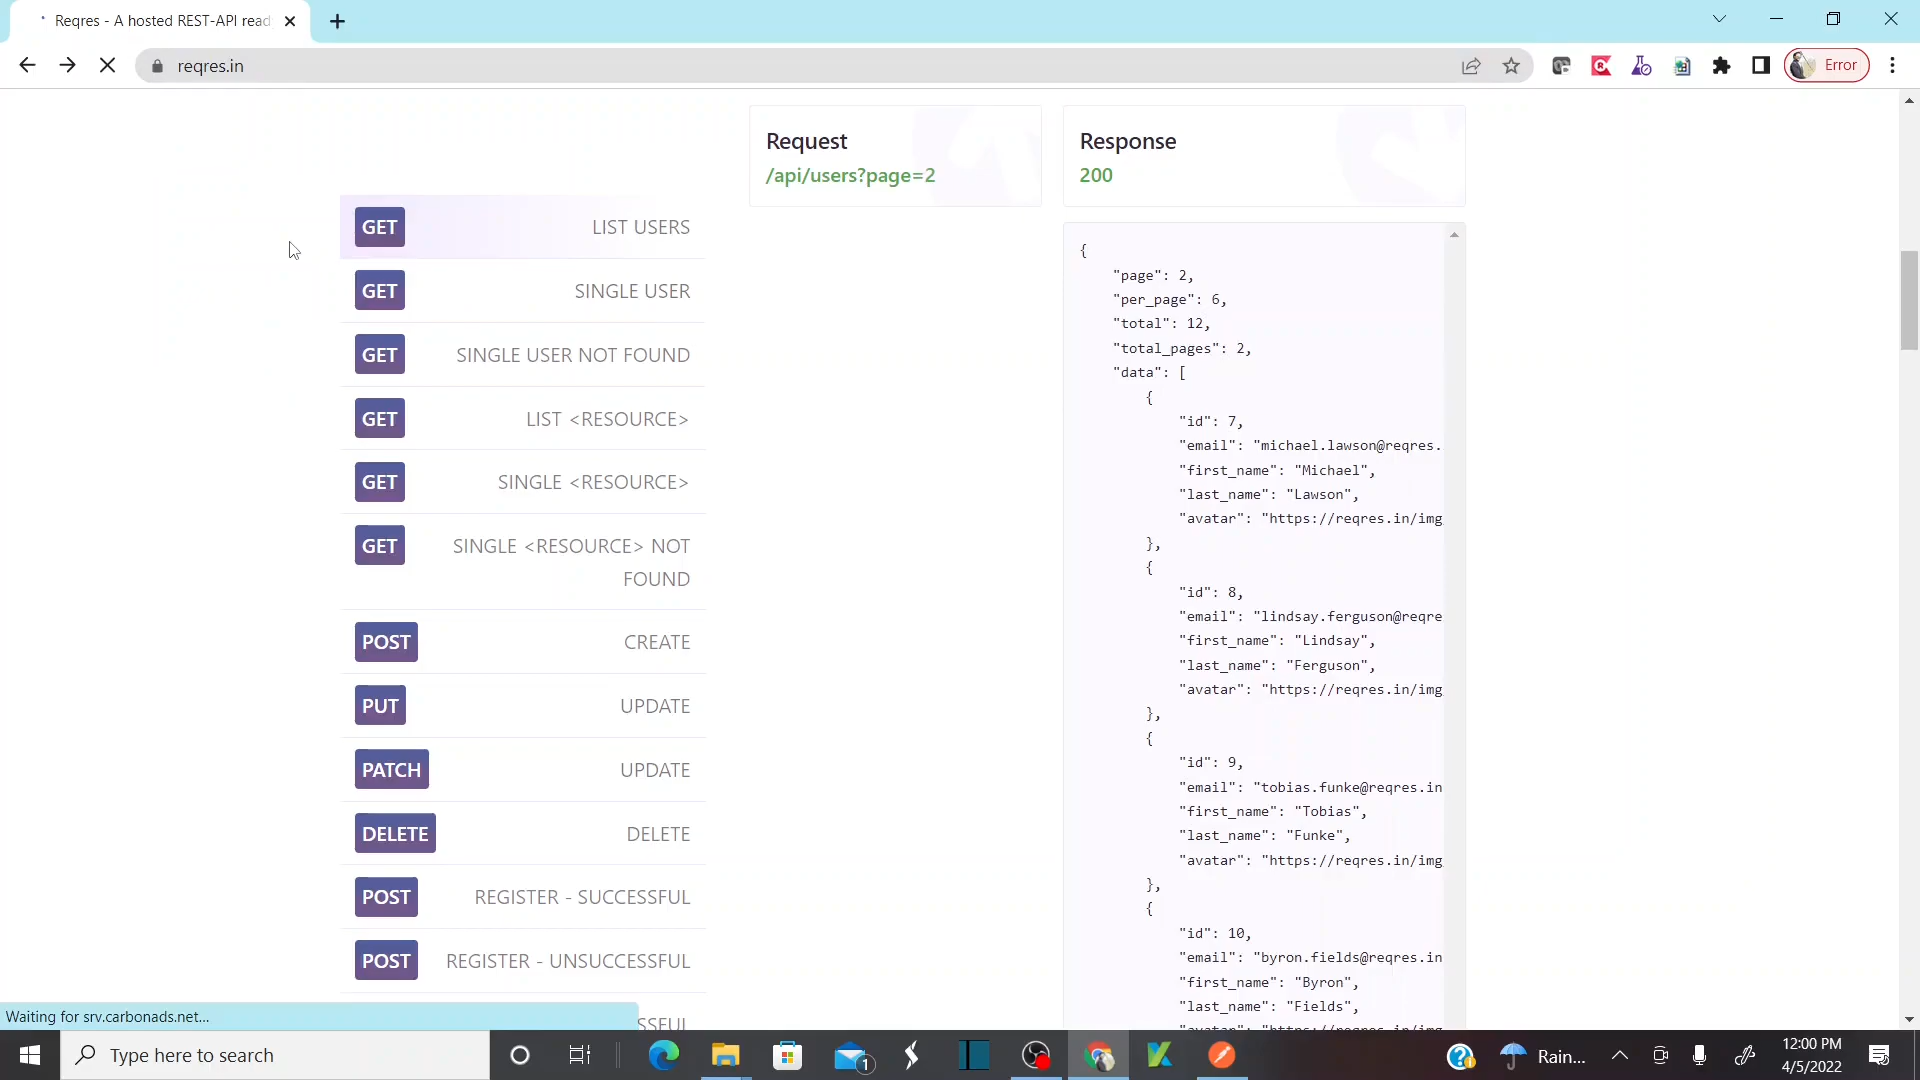 Reqres - A hosted REST-API read
reqres.in
Error
Request
/api/users?page=2
Response
200
GET LIST USERS
GET SINGLE USER
GET SINGLE USER NOT FOUND
GET LIST <RESOURCE>
GET SINGLE <RESOURCE>
GET SINGLE <RESOURCE> NOT
FOUND
POST CREATE
PUT UPDATE
PATCH UPDATE
DELETE DELETE
POST REGISTER - SUCCESSFUL
POST REGISTER - UNSUCCESSFUL
SSFUL
{
"page": 2,
"per_page": 6,
"total": 12,
"total_pages": 2,
"data": [
{
"id": 7,
"email": "michael.lawson@reqres.
"first_name": "Michael",
"last_name": "Lawson",
"avatar": "https://reqres.in/img
},
{
"id": 8,
"email": "lindsay.ferguson@reqre
"first_name": "Lindsay",
"last_name": "Ferguson",
"avatar": "https://reqres.in/img
},
{
"id": 9,
"email": "tobias.funke@reqres.in
"first_name": "Tobias",
"last_name": "Funke",
"avatar": "https://reqres.in/img
},
{
"id": 10,
"email": "byron.fields@reqres.in
"first_name": "Byron",
"last_name": "Fields",
"avatar": "https://reqres.in/img
Waiting for srv.carbonads.net...
Type here to search
1
Rain...
12:00 PM
4/5/2022